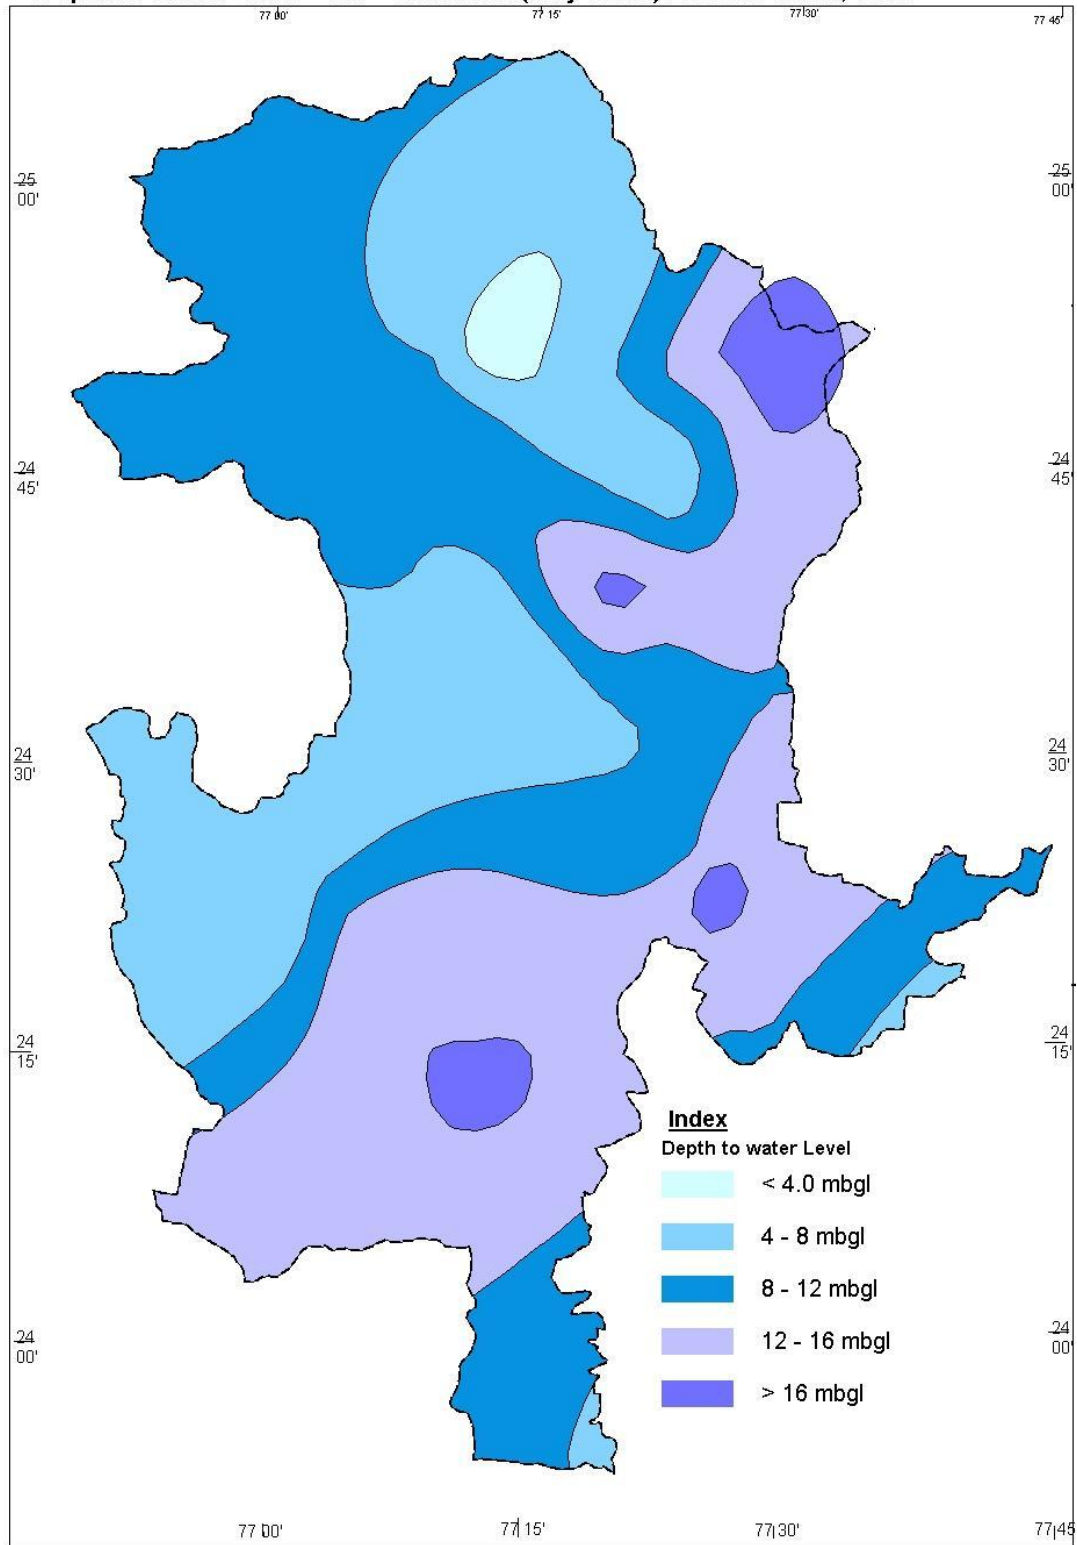 77 00' 77 15' 77 30' 77 45'
25 25
00' 00'
24 24
45' 45'
24 24
30' 30'
24 24
15' 15'
Index
Depth to water Level
< 4.0 mbgl
4 - 8 mbgl
8 - 12 mbgl
12 - 16 mbgl
> 16 mbgl
24 24
00' 00'
77 00' 77 15' 77 30' 77 45